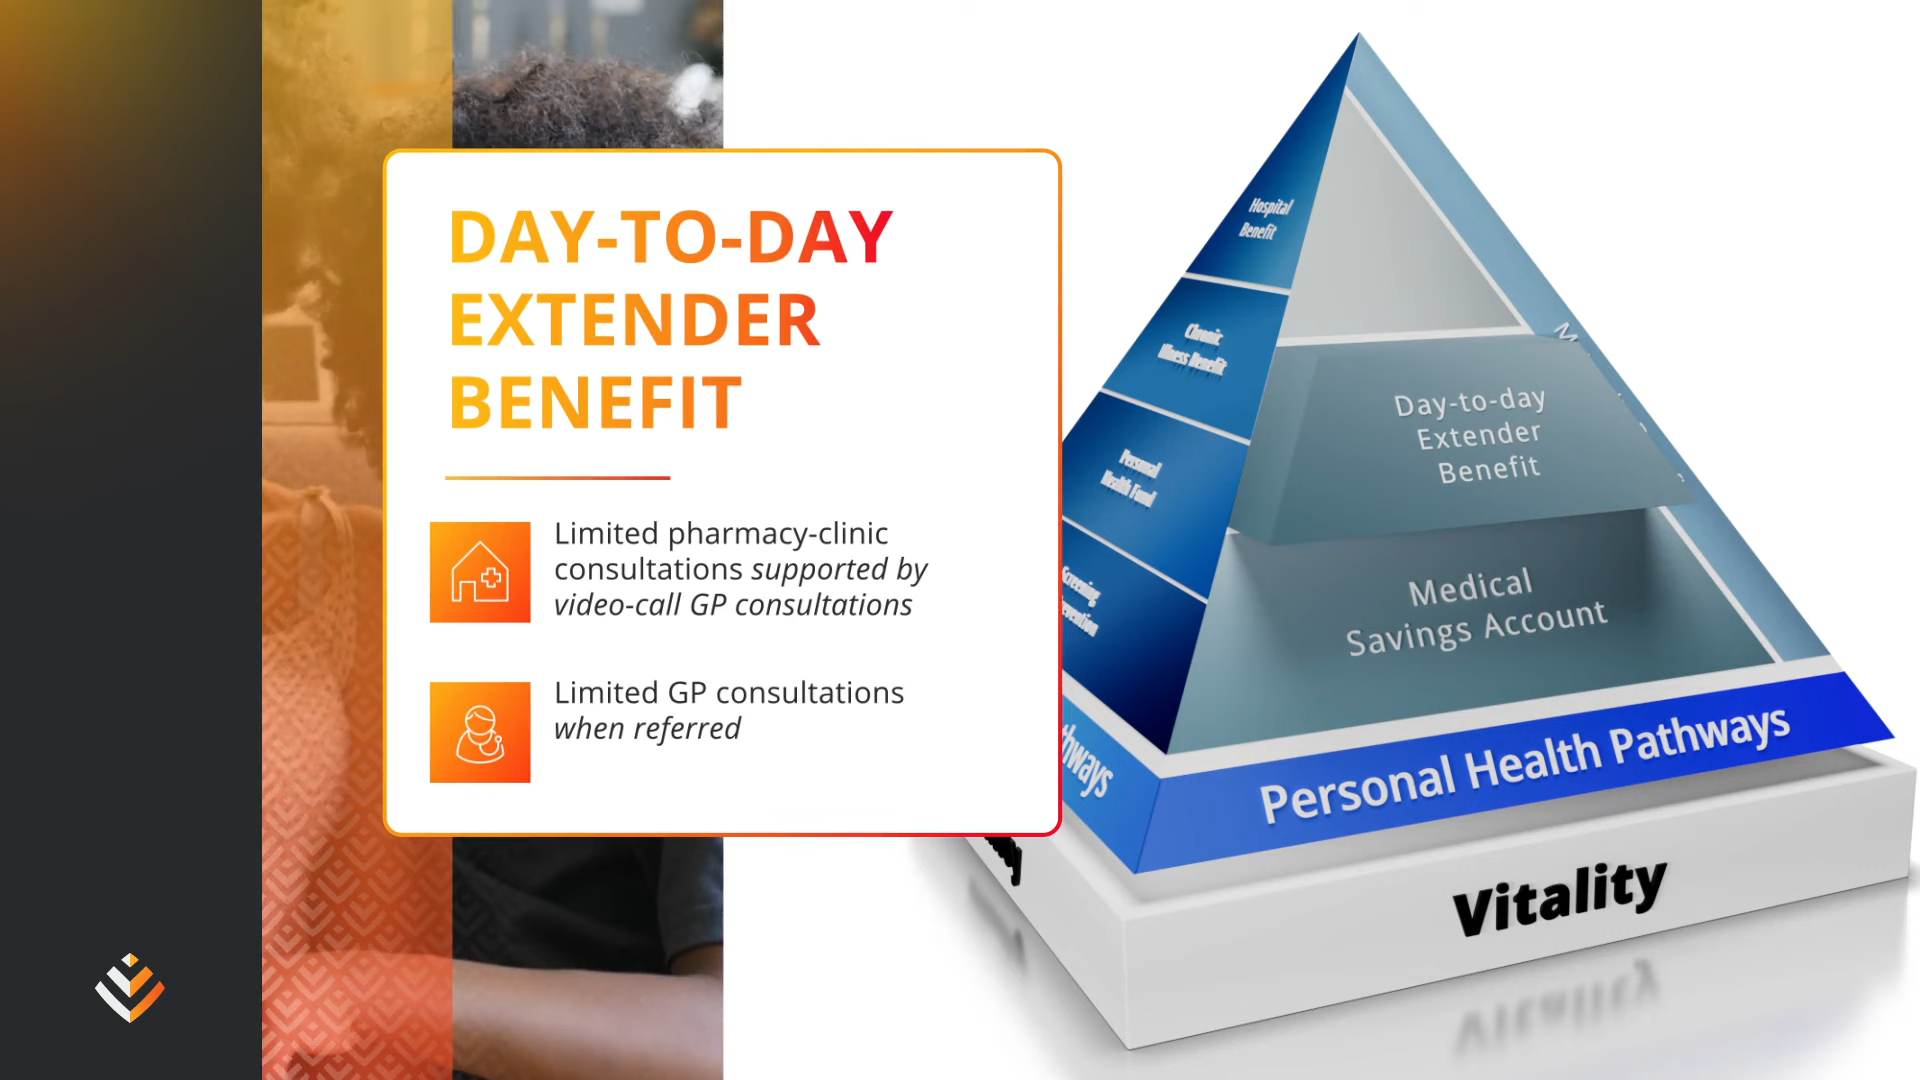 DAY-TO-DAY
EXTENDER
BENEFIT
Limited pharmacy-clinic
consultations supported by
video-call GP consultations
Limited GP consultations
when referred
Hospital
Benefit
Chronic
Illness Benefit
Personal
Health Fund
Day-to-day
Extender
Benefit
Medical
Savings Account
Personal Health Pathways
Vitality